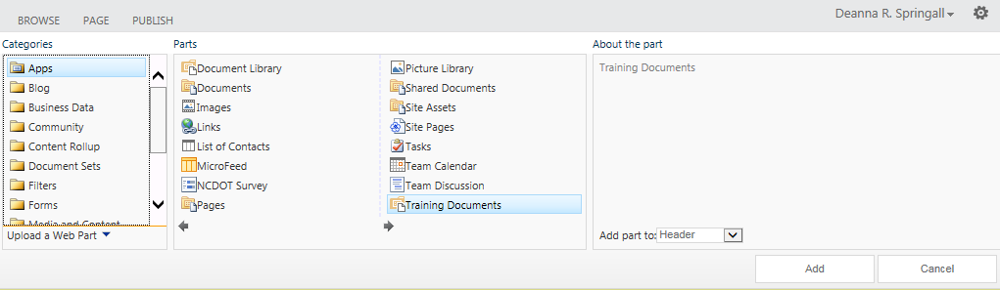 BROWSE PAGE PUBLISH Deanna R. Springall
Categories
Apps
Blog
Business Data
Community
Content Rollup
Document Sets
Filters
Forms
Media and Content
Upload a Web Part
Parts
Document Library
Documents
Images
Links
List of Contacts
MicroFeed
NCDOT Survey
Pages
Picture Library
Shared Documents
Site Assets
Site Pages
Tasks
Team Calendar
Team Discussion
Training Documents
About the part
Training Documents
Add part to: Header
Add Cancel